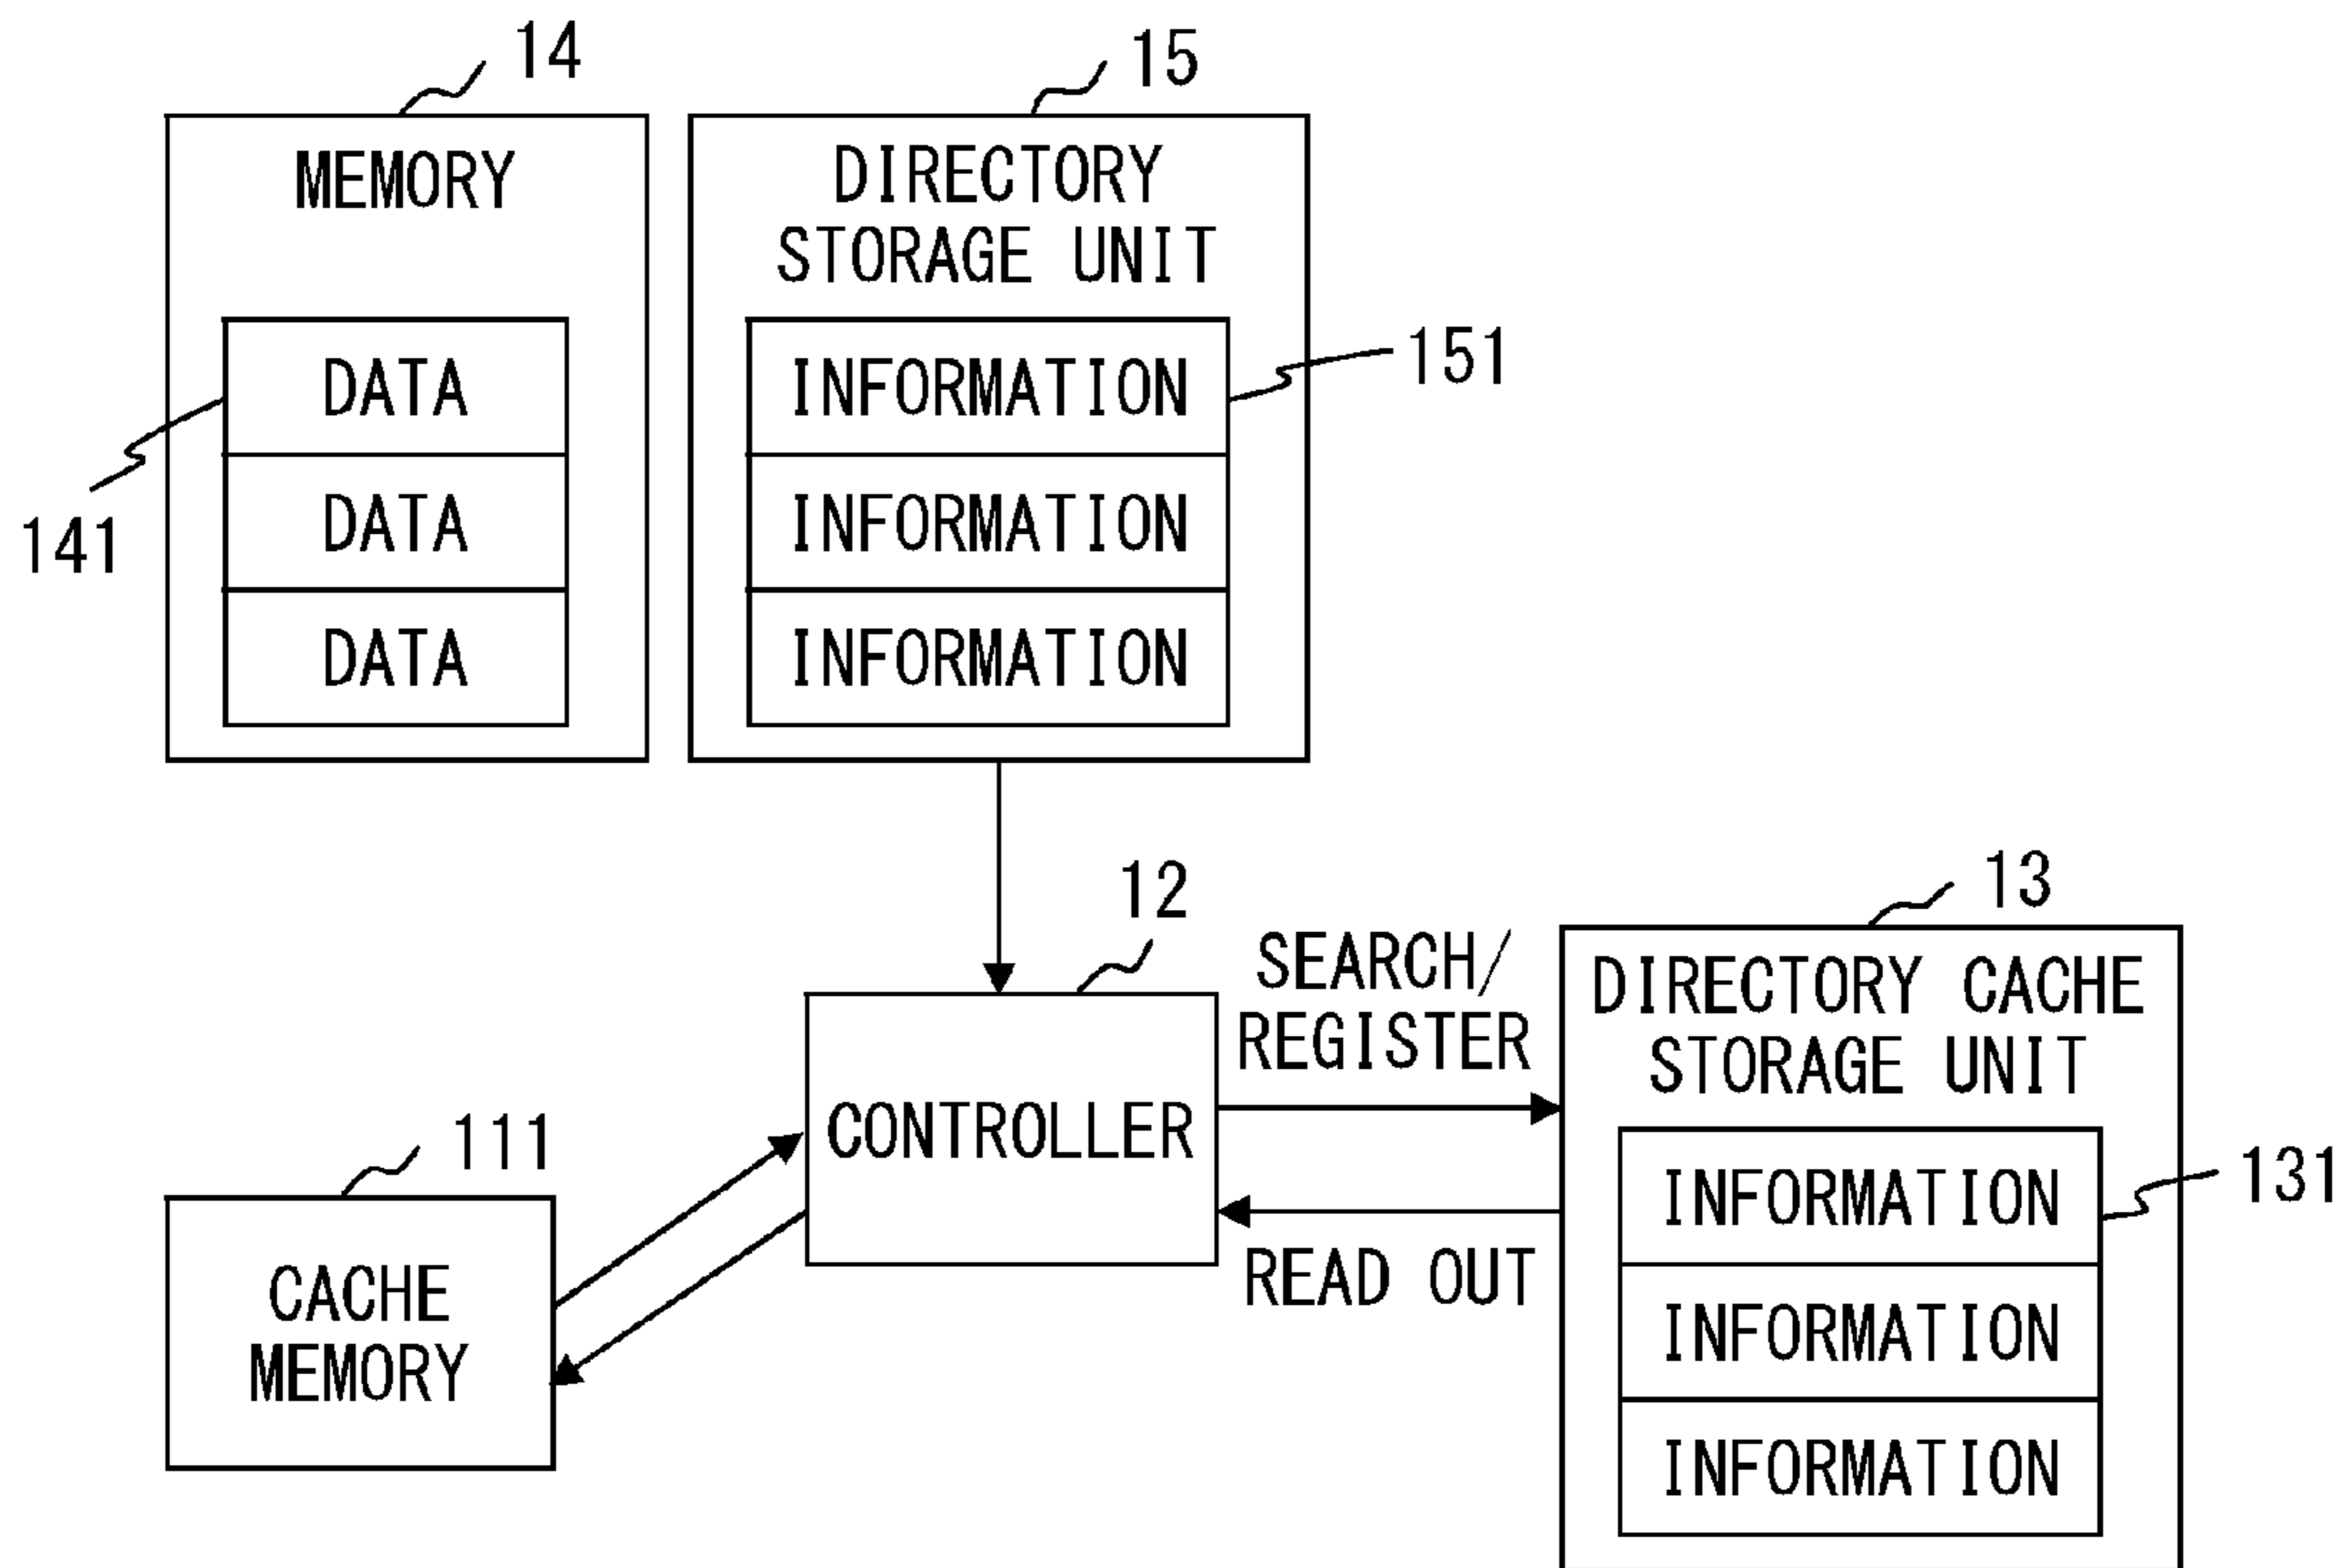 14
15
MEMORY
DIRECTORY
STORAGE UNIT
DATA
DATA
DATA
141
INFORMATION
INFORMATION
INFORMATION
151
12
13
SEARCH/
REGISTER
CONTROLLER
READ OUT
DIRECTORY CACHE
STORAGE UNIT
INFORMATION
INFORMATION
INFORMATION
131
111
CACHE
MEMORY